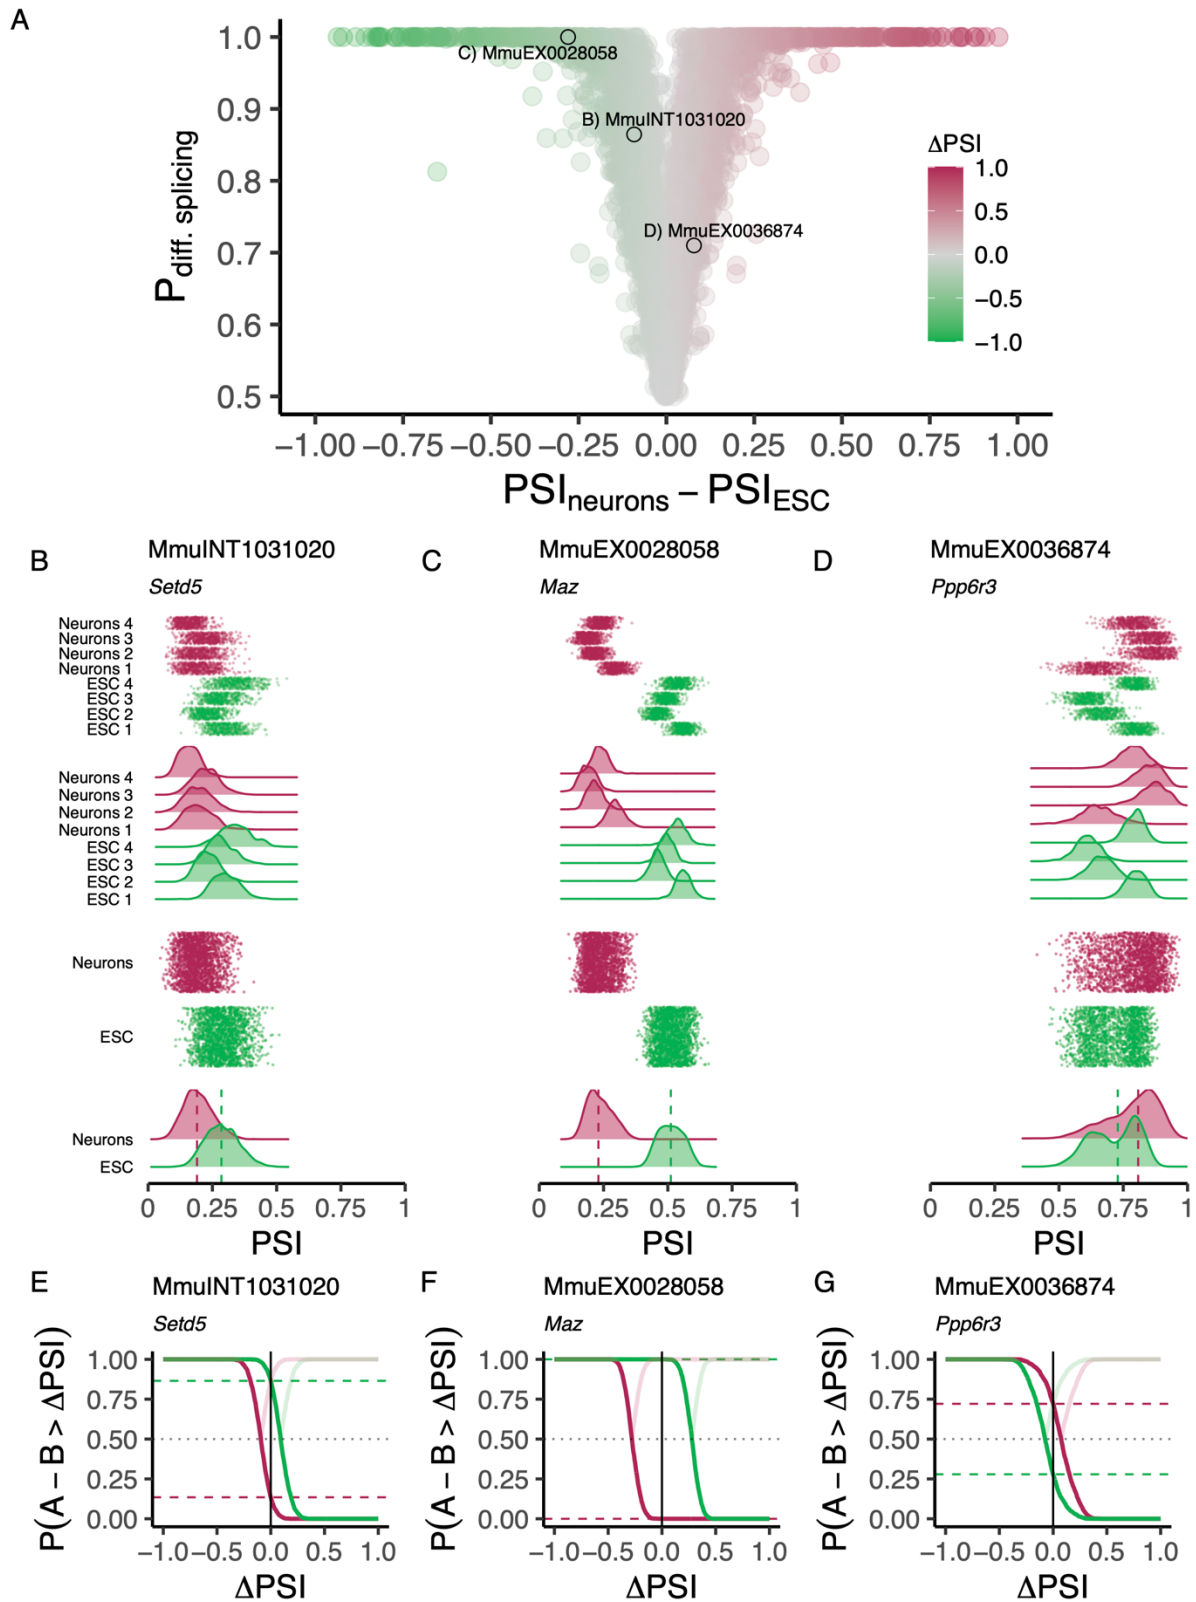 A
1.0
0.9
0.8
0.7
0.6
0.5
P diff. splicing
C) MmuEX0028058
B) MmuINT1031020
D) MmuEX0036874
ΔPSI
1.0
0.5
0.0
−0.5
−1.0
−1.00 −0.75 −0.50 −0.25 0.00 0.25 0.50 0.75 1.00
PSI neurons − PSI ESC
B MmuINT1031020
Setd5
C MmuEX0028058
Maz
D MmuEX0036874
Ppp6r3
Neurons 4
Neurons 3
Neurons 2
Neurons 1
ESC 4
ESC 3
ESC 2
ESC 1
Neurons 4
Neurons 3
Neurons 2
Neurons 1
ESC 4
ESC 3
ESC 2
ESC 1
Neurons
ESC
Neurons
ESC
0 0.25 0.50 0.75 1
PSI
0 0.25 0.50 0.75 1
PSI
0 0.25 0.50 0.75 1
PSI
E MmuINT1031020
Setd5
P(A − B > ΔPSI)
1.00
0.75
0.50
0.25
0.00
−1.0 −0.5 0.0 0.5 1.0
ΔPSI
F MmuEX0028058
Maz
P(A − B > ΔPSI)
1.00
0.75
0.50
0.25
0.00
−1.0 −0.5 0.0 0.5 1.0
ΔPSI
G MmuEX0036874
Ppp6r3
P(A − B > ΔPSI)
1.00
0.75
0.50
0.25
0.00
−1.0 −0.5 0.0 0.5 1.0
ΔPSI